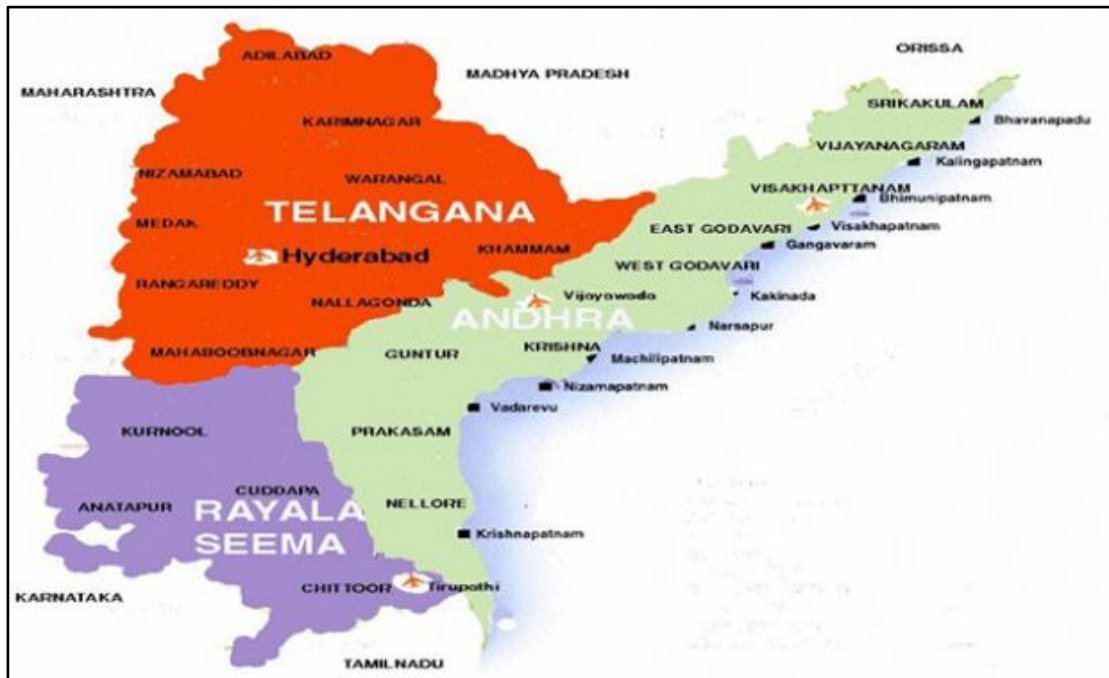 ORISSA
ADILABAD
MADHYA PRADESH
MAHARASHTRA
SRIKAKULAM
Bhavanapadu
KARIMNAGAR
VIJAYANAGARAM
Kalingapatnam
NIZAMABAD
WARANGAL
VISAKHAPTTANAM
Bhimunipatnam
TELANGANA
MEDAK
EAST GODAVARI
Visakhapatnam
KHAMMAM
Gangavaram
Hyderabad
WEST GODAVARI
RANGAREDDY
NALLAGONDA
Vijoyowado
Kakinada
ANDHRA
Narsapur
MAHABOOBNAGAR
GUNTUR
KRISHNA
Machilipatnam
Nizamapatnam
Vadarevu
KURNOOL
PRAKASAM
CUDDAPA
ANATAPUR
RAYALA
SEEMA
NELLORE
Krishnapatnam
CHITTOOR
Tirupathi
KARNATAKA
TAMILNADU